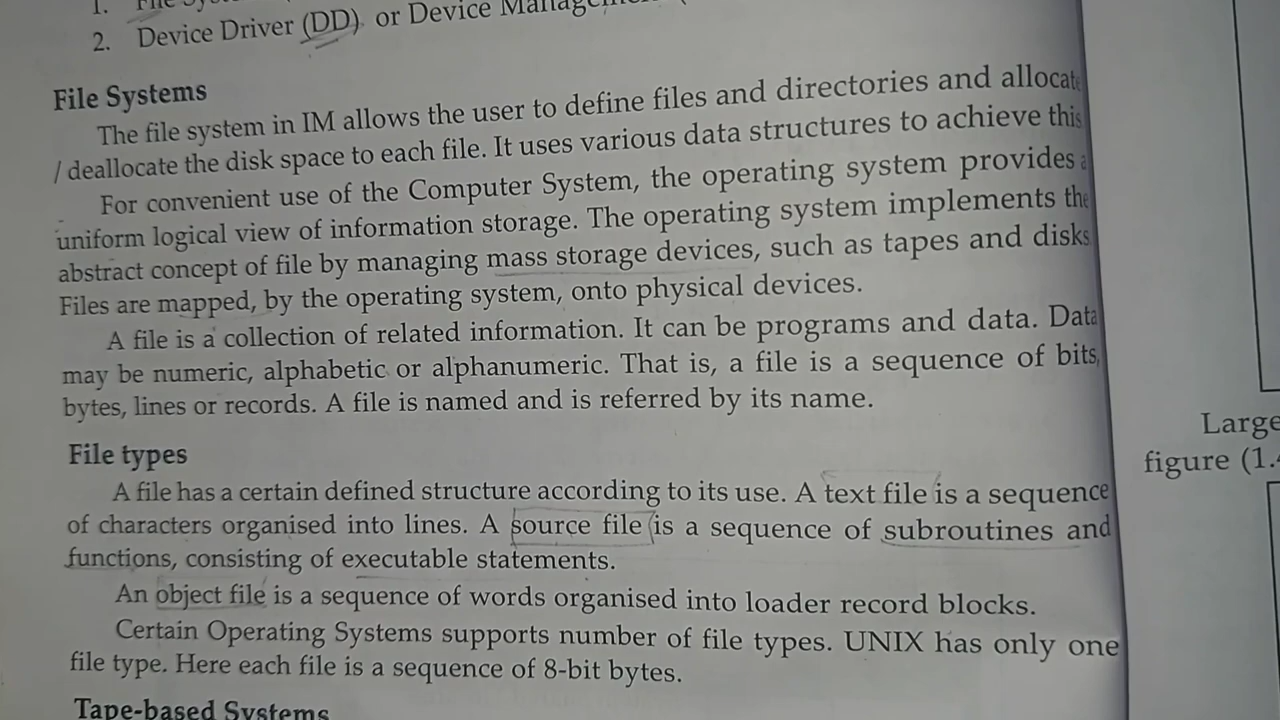 1. File
2. Device Driver (DD) or Device
File Systems
The file system in IM allows the user to define files and directories and allocate
/ deallocate the disk space to each file. It uses various data structures to achieve this
For convenient use of the Computer System, the operating system provides a
uniform logical view of information storage. The operating system implements the
abstract concept of file by managing mass storage devices, such as tapes and disks
Files are mapped, by the operating system, onto physical devices.
A file is a collection of related information. It can be programs and data. Data
may be numeric, alphabetic or alphanumeric. That is, a file is a sequence of bits,
bytes, lines or records. A file is named and is referred by its name.
File types
A file has a certain defined structure according to its use. A text file is a sequence
of characters organised into lines. A source file is a sequence of subroutines and
functions, consisting of executable statements.
An object file is a sequence of words organised into loader record blocks.
Certain Operating Systems supports number of file types. UNIX has only one
file type. Here each file is a sequence of 8-bit bytes.
Tape-based Systems
Large
figure (1.